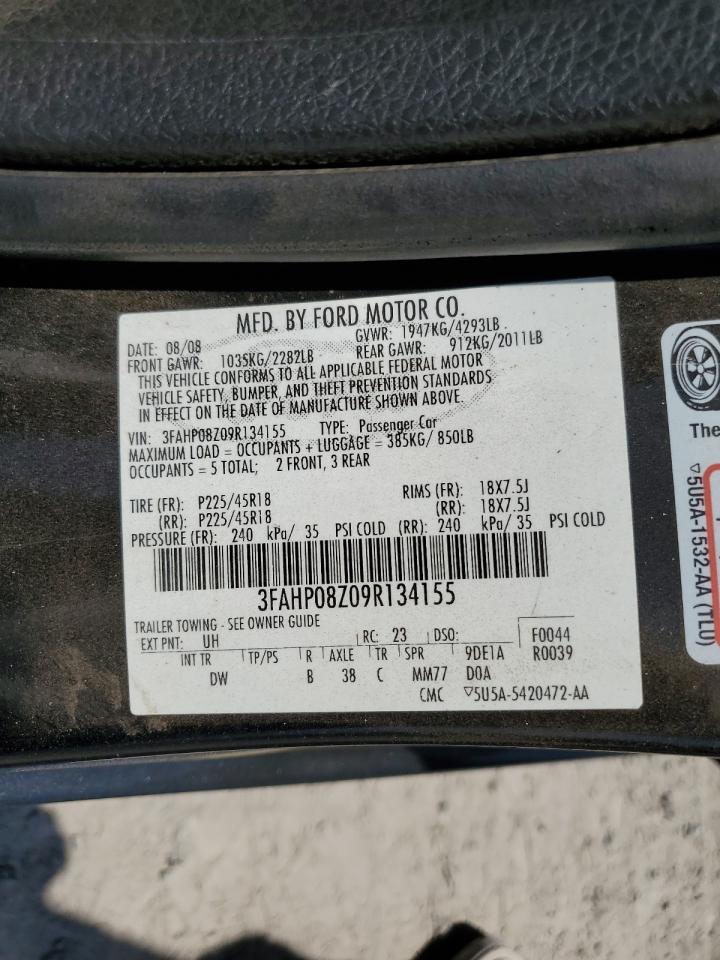 MFD. BY FORD MOTOR CO.
DATE: 08/08 GVWR: 1947KG/4293LB
FRONT GAWR: 1035KG/2282LB REAR GAWR: 912KG/2011LB
THIS VEHICLE CONFORMS TO ALL APPLICABLE FEDERAL MOTOR
VEHICLE SAFETY, BUMPER, AND THEFT PREVENTION STANDARDS
IN EFFECT ON THE DATE OF MANUFACTURE SHOWN ABOVE.
VIN: 3FAHP08Z09R134155 TYPE: Passenger Car
MAXIMUM LOAD = OCCUPANTS + LUGGAGE = 385KG/ 850LB
OCCUPANTS = 5 TOTAL; 2 FRONT, 3 REAR
TIRE (FR): P225/45R18 RIMS (FR): 18X7.5J
(RR): P225/45R18 (RR): 18X7.5J
PRESSURE (FR): 240 kPa/ 35 PSI COLD (RR): 240 kPa/ 35 PSI COLD
3FAHP08Z09R134155
TRAILER TOWING - SEE OWNER GUIDE
EXT PNT: UH RC: 23 DSO: F0044
INT TR TP/PS R AXLE TR SPR 9DE1A R0039
DW B 38 C MM77 DOA
CMC ▽5U5A-5420472-AA
The
▽5U5A-1532-AA (TLU)